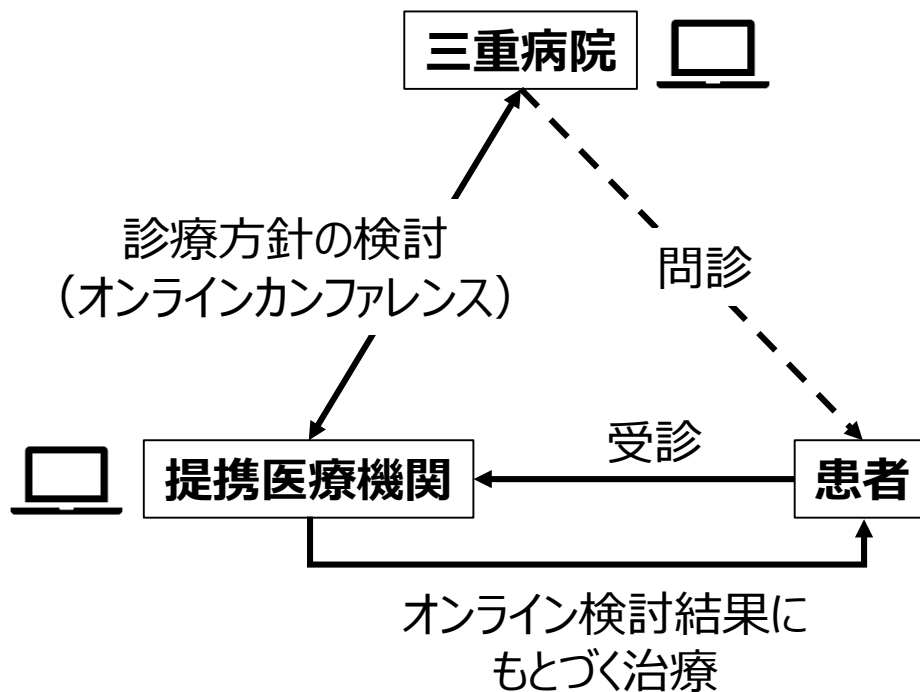 三重病院
診療方針の検討
（オンラインカンファレンス）
問診
受診
提携医療機関
患者
オンライン検討結果に
もとづく治療